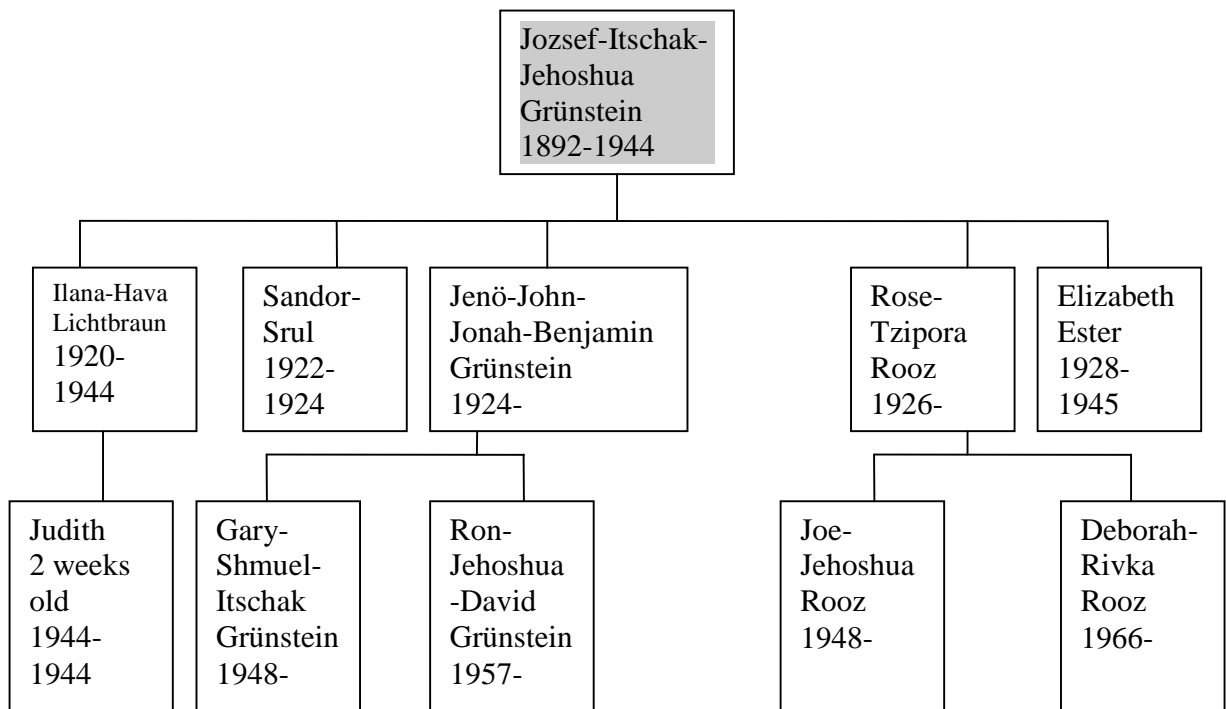 Jozsef-Itschak-
Jehoshua
Grünstein
1892-1944
Ilana-Hava
Lichtbraun
1920-
1944
Sandor-
Srul
1922-
1924
Jenö-John-
Jonah-Benjamin
Grünstein
1924-
Rose-
Tzipora
Rooz
1926-
Elizabeth
Ester
1928-
1945
Judith
2 weeks
old
1944-
1944
Gary-
Shmuel-
Itschak
Grünstein
1948-
Ron-
Jehoshua
-David
Grünstein
1957-
Joe-
Jehoshua
Rooz
1948-
Deborah-
Rivka
Rooz
1966-